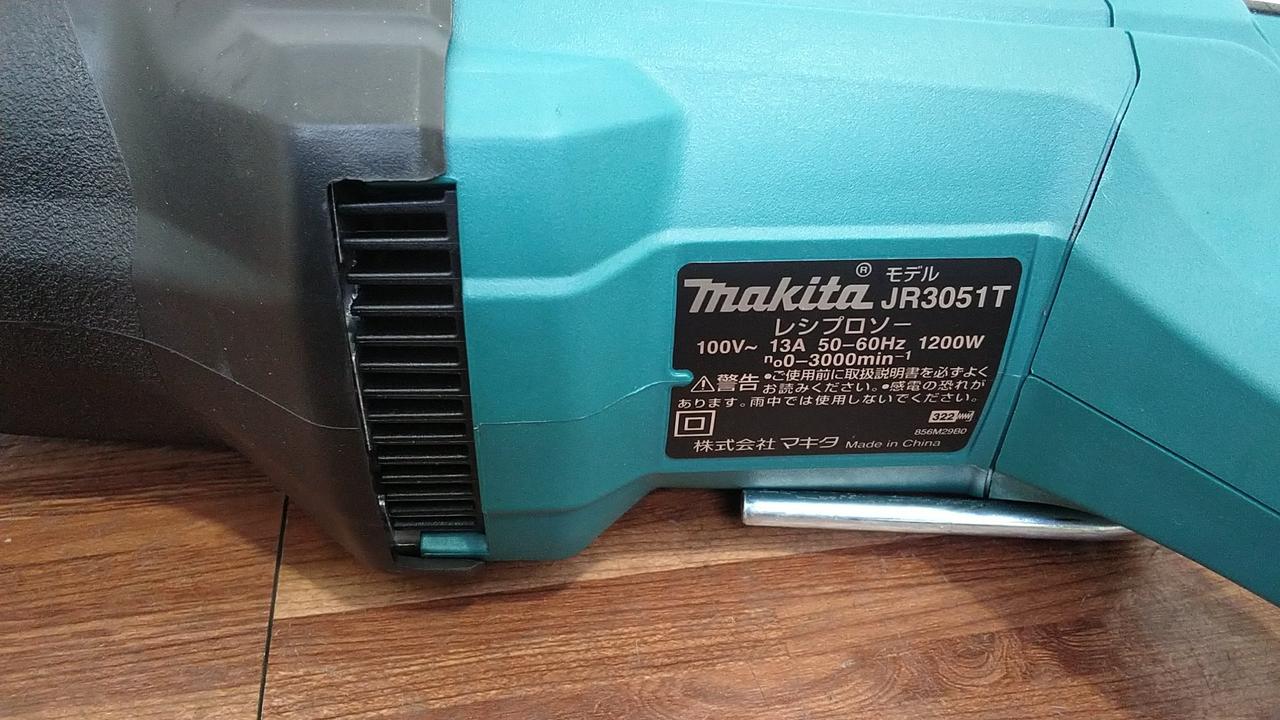 makita® モデル JR3051T
レシプロソー
100V~ 13A 50-60Hz 1200W
n₀0-3000min⁻¹
⚠警告 •ご使用前に取扱説明書を必ずよく
お読みください。•感電の恐れが
あります。雨中では使用しないでください。
322
856M29B0
株式会社 マキタ Made in China